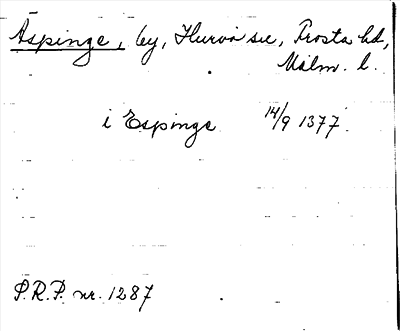 Äspinge, by, Hurva sn, Frosta hd,
Malm. l.
i Espinge 14/9 1377.
P.R.P. nr. 1287